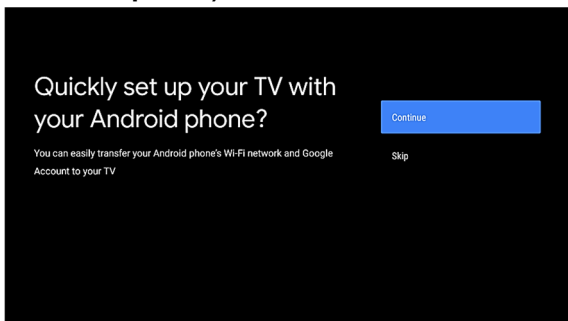 Quickly set up your TV with
your Android phone?
You can easily transfer your Android phone's Wi-Fi network and Google
Account to your TV
Continue
Skip